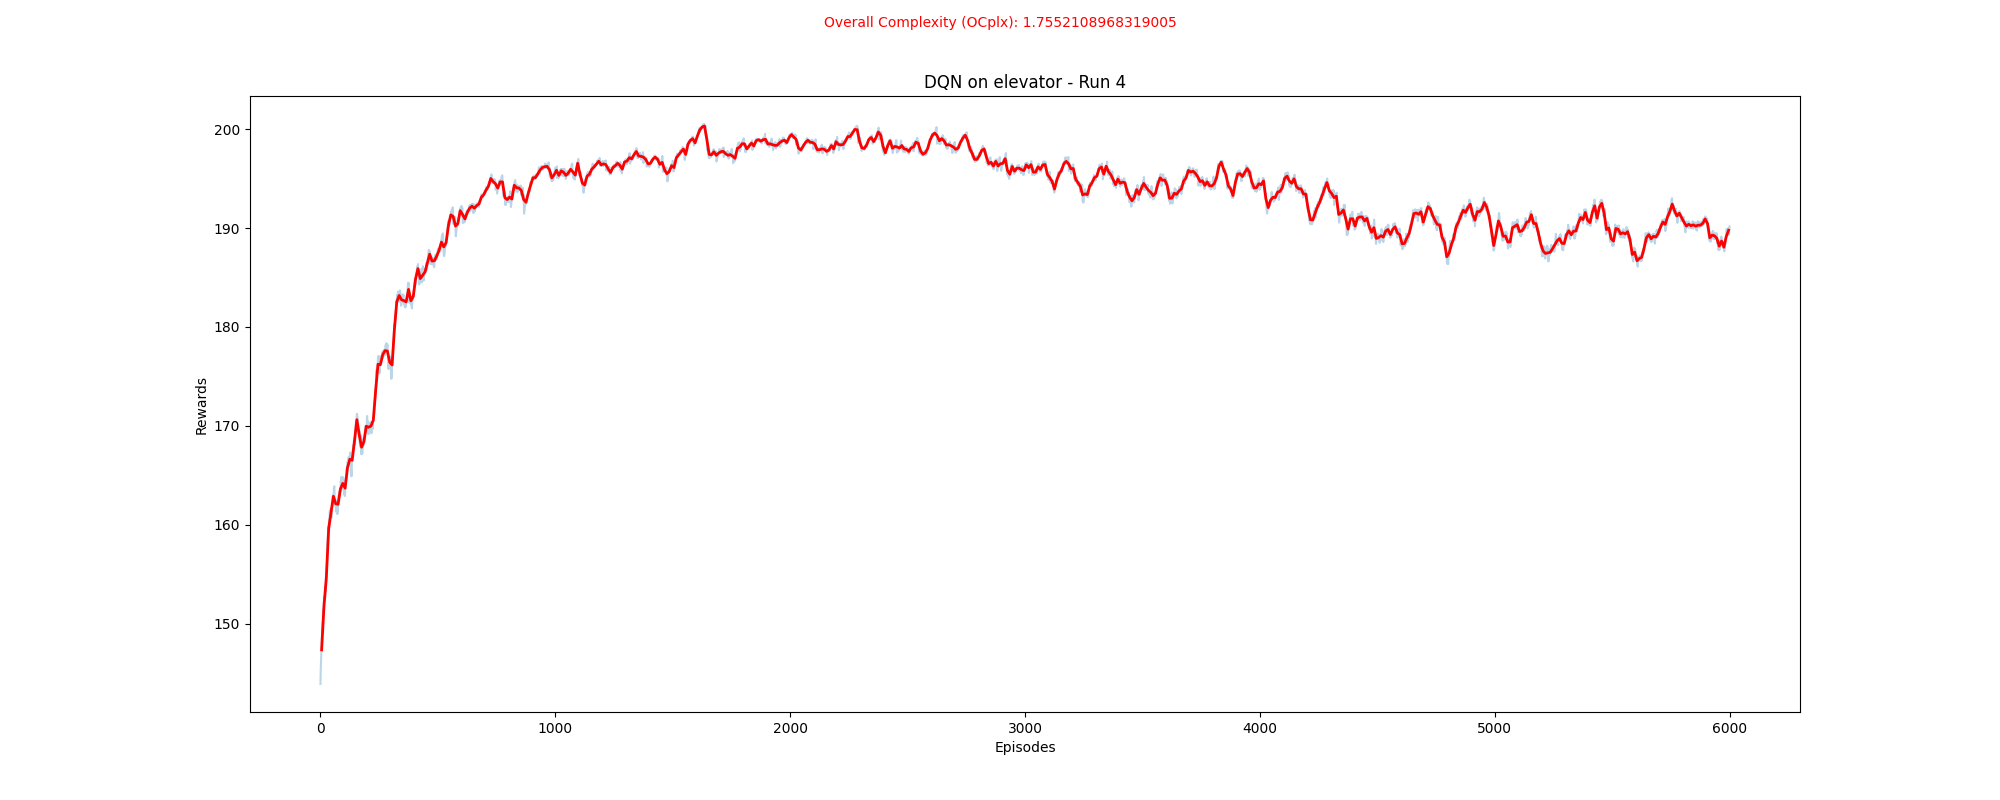 Overall Complexity (OCplx): 1.7552108968319005
DQN on elevator - Run 4
200
190
180
170
160
150
Rewards
0 1000 2000 3000 4000 5000 6000
Episodes